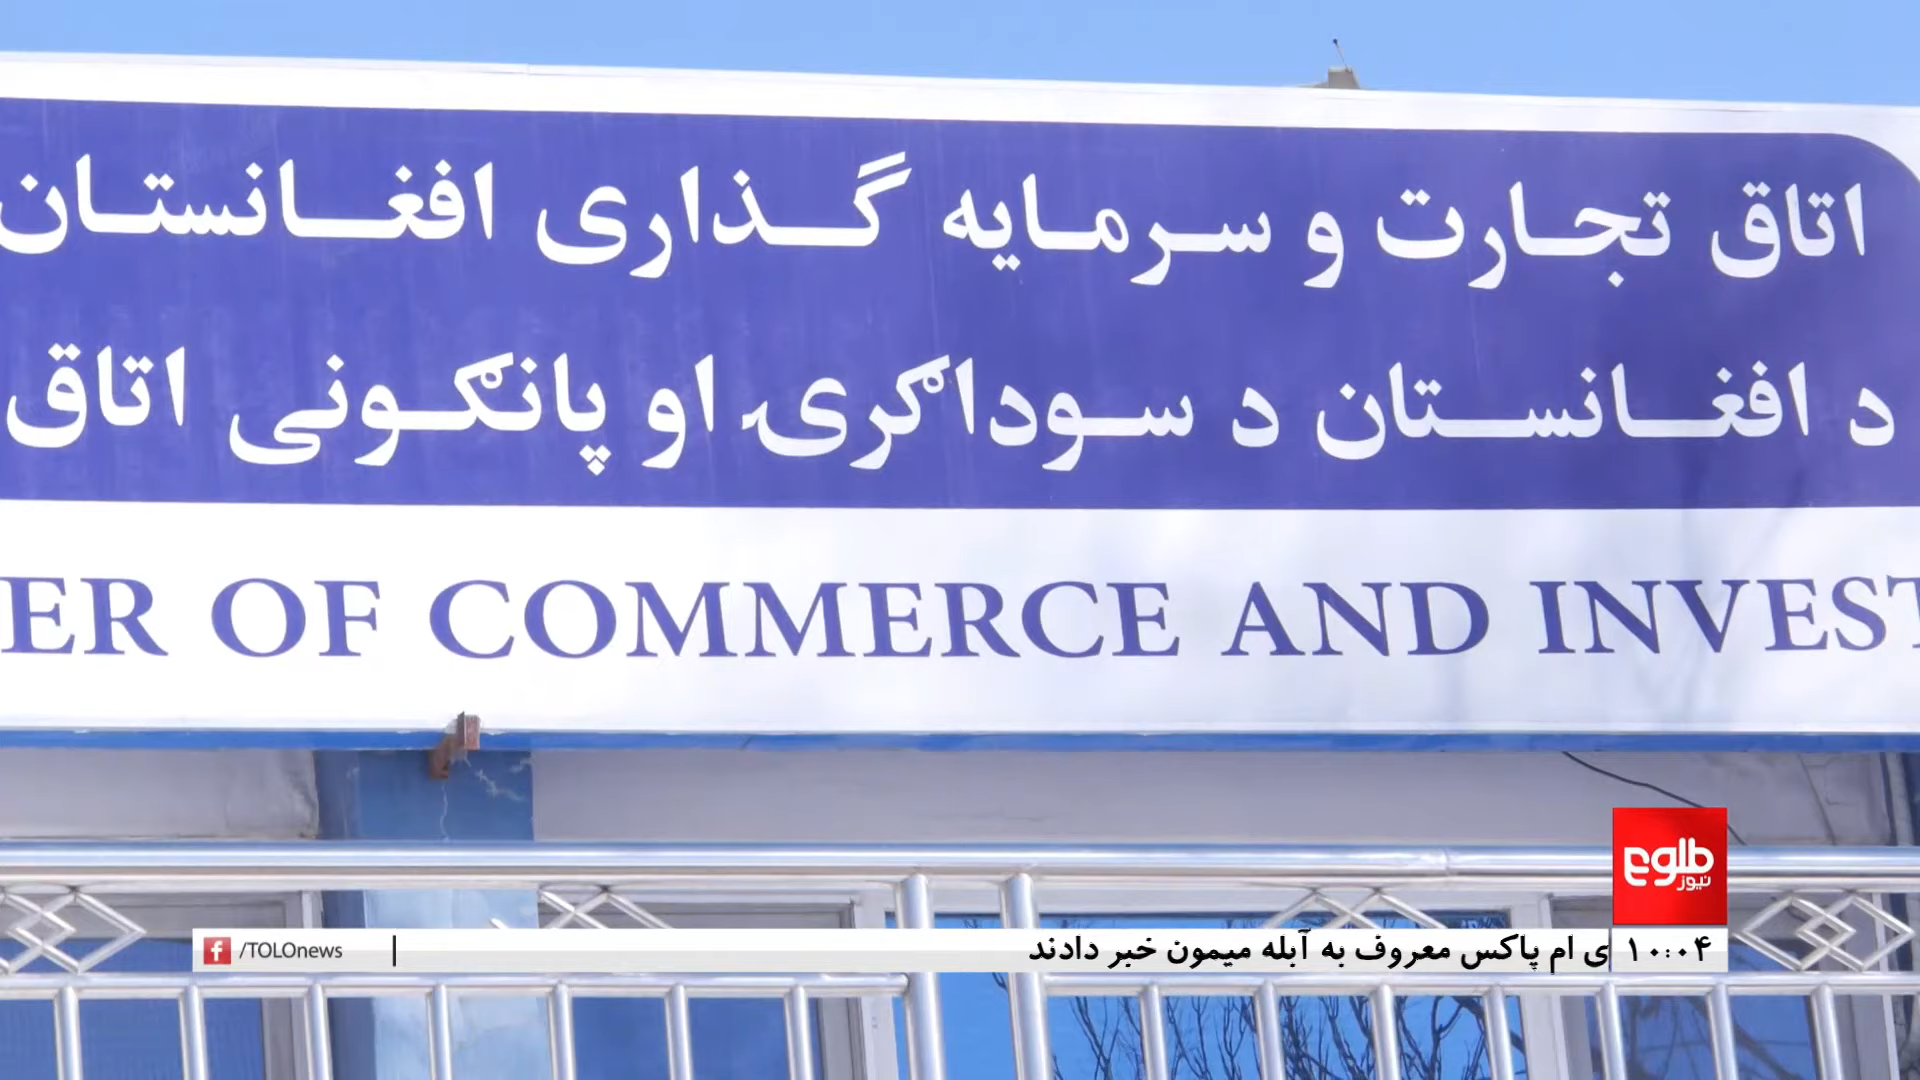 اتاق تجارت و سرمایه گذاری افغانستان
د افغانستان د سوداګرۍ او پانګونی اتاق
ER OF COMMERCE AND INVEST
طلوع
نیوز
/TOLOnews
ی ام پاکس معروف به آبله میمون خبر دادند
۱۰:۰۴